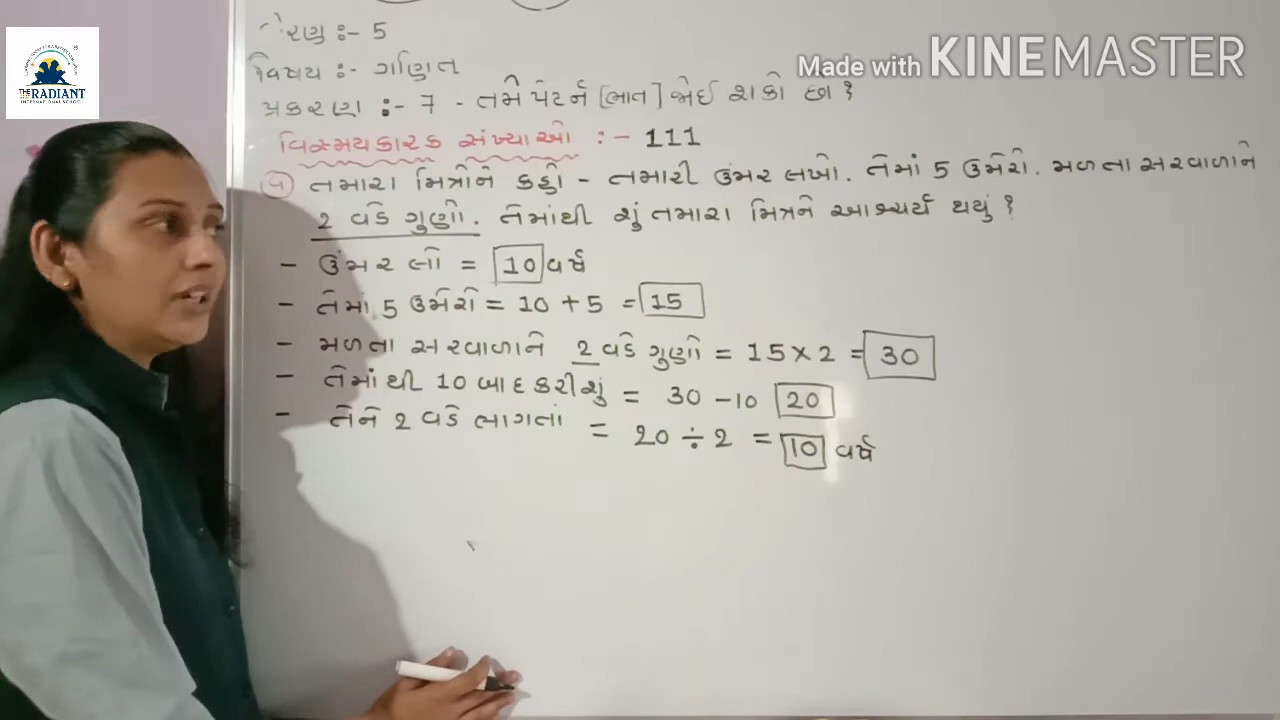 THE RADIANT
INTERNATIONAL SCHOOL
Made with KINEMASTER
ધોરણ :- 5
વિષય :- ગણિત
પ્રકરણ :- 7 - તમે પેટર્ન [ભાત] જોઈ શકો છો ?
વિસ્મયકારક સંખ્યાઓ :- 111
૫ તમારા મિત્રોને કહો - તમારી ઉંમર લખો. તેમાં 5 ઉમેરો. મળતા સરવાળાને
2 વડે ગુણો. તેમાંથી શું તમારા મિત્રને આશ્ચર્ય થયું ?
- ઉંમર લો = 10 વર્ષ
- તેમાં 5 ઉમેરો = 10 + 5 = 15
- મળતા સરવાળાને 2 વડે ગુણો = 15 × 2 = 30
- તેમાંથી 10 બાદ કરીશું = 30 - 10 20
- તેને 2 વડે ભાગતાં = 20 ÷ 2 = 10 વર્ષ